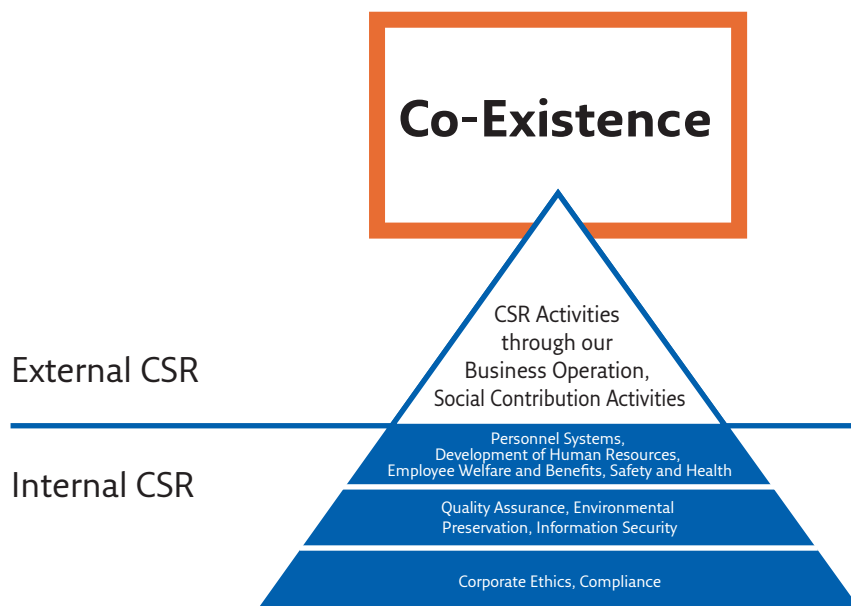 Co-Existence
CSR Activities
through our
Business Operation,
Social Contribution Activities
External CSR
Internal CSR
Personnel Systems,
Development of Human Resources,
Employee Welfare and Benefits, Safety and Health
Quality Assurance, Environmental
Preservation, Information Security
Corporate Ethics, Compliance